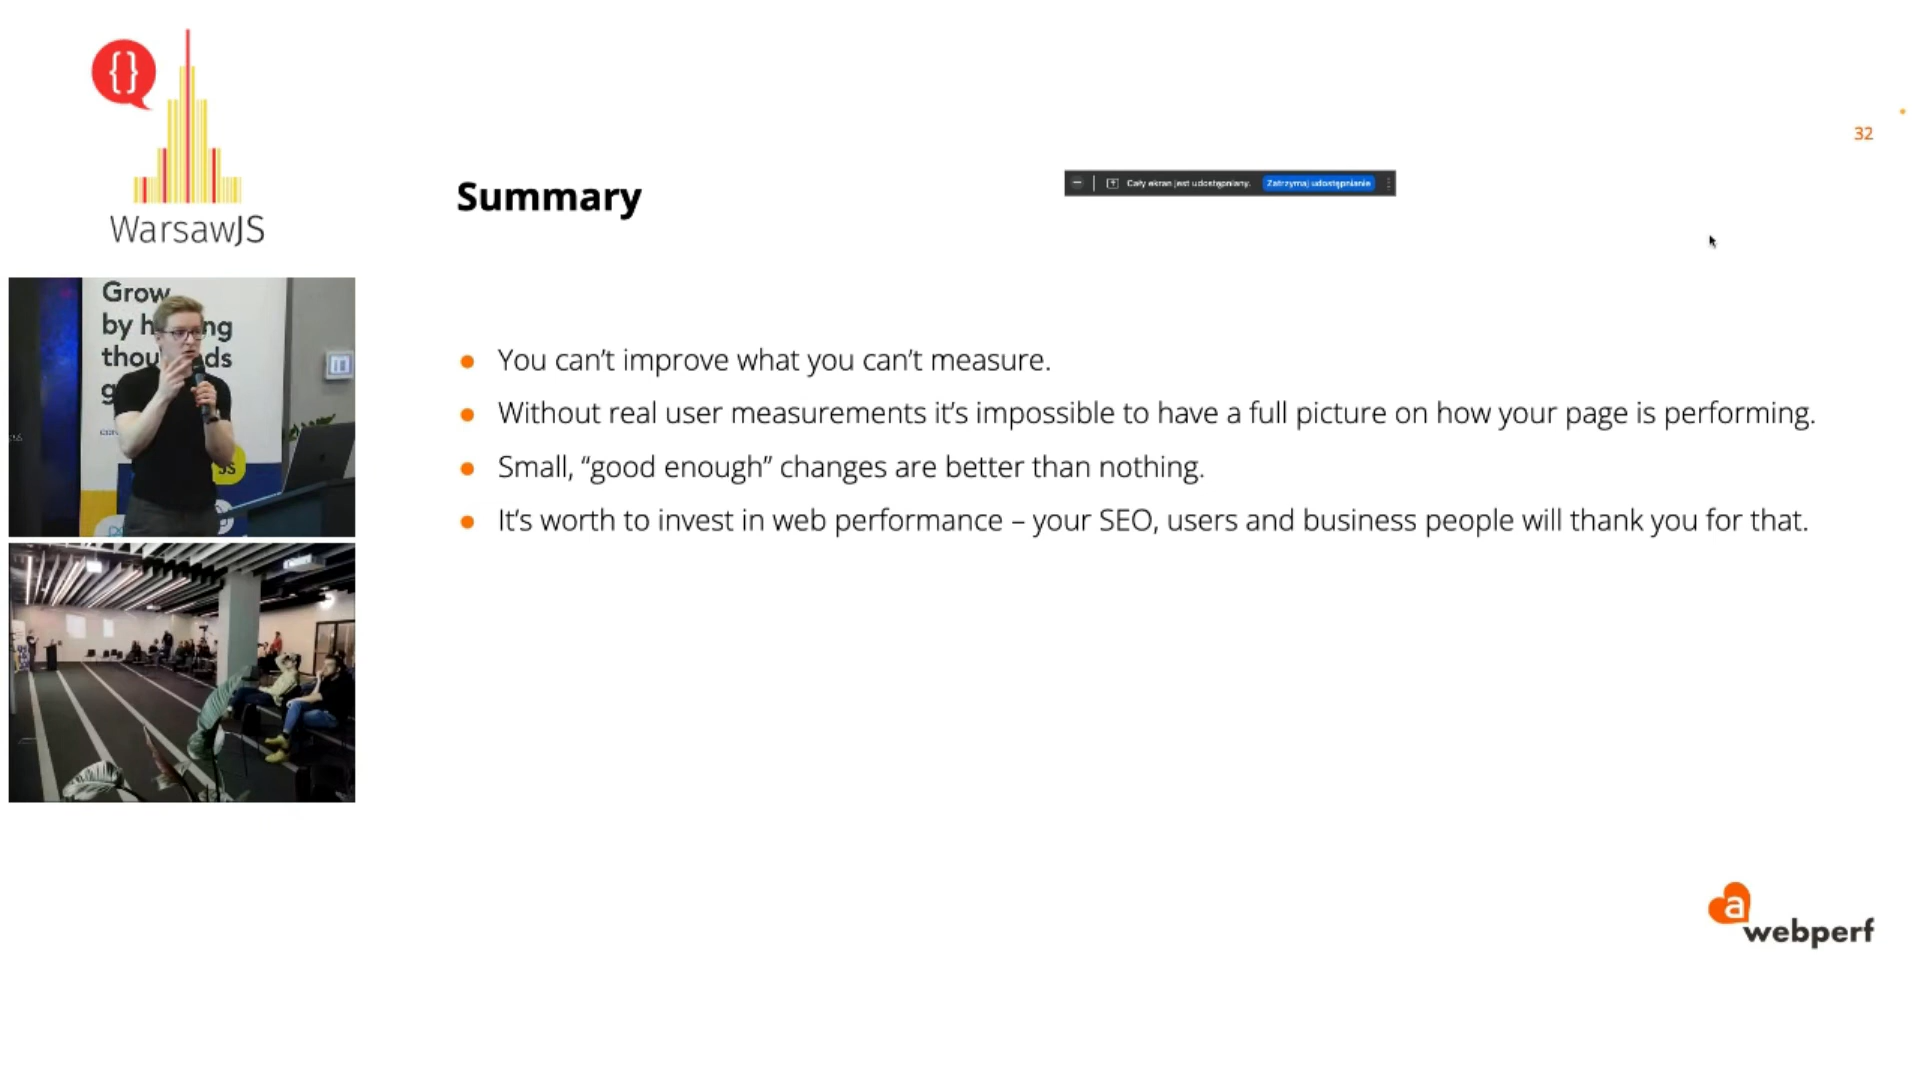 {}
WarsawJS
32
Summary
Cały ekran jest udostępniany.
Zatrzymaj udostępnianie
Grow
by h ng
thou ds
g
JS
You can’t improve what you can’t measure.
Without real user measurements it’s impossible to have a full picture on how your page is performing.
Small, “good enough” changes are better than nothing.
It’s worth to invest in web performance – your SEO, users and business people will thank you for that.
a
webperf